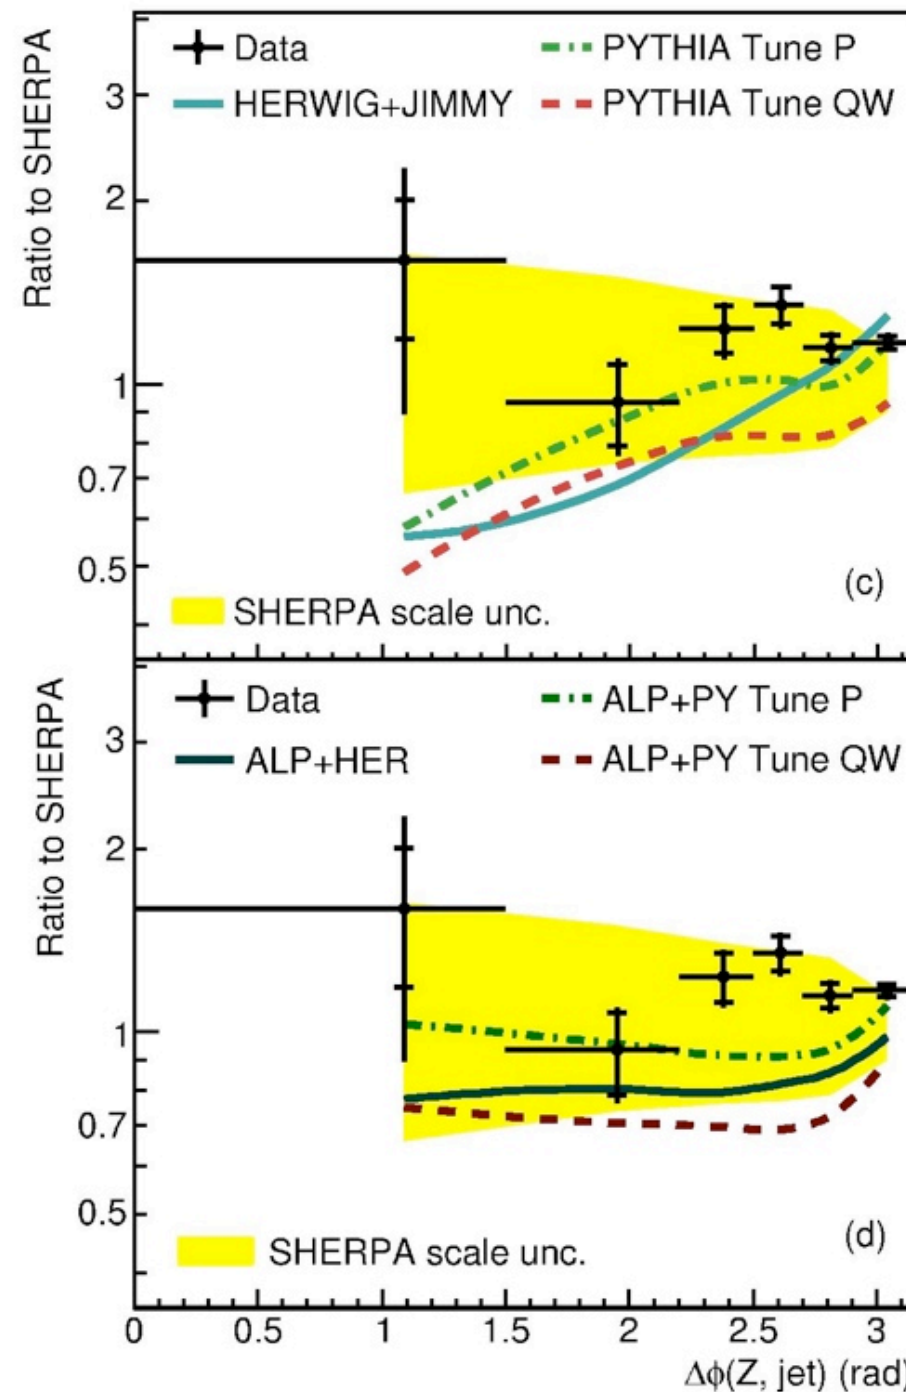 Ratio to SHERPA
Data
PYTHIA Tune P
HERWIG+JIMMY
PYTHIA Tune QW
3
2
1
0.7
0.5
SHERPA scale unc.
(c)
Ratio to SHERPA
Data
ALP+PY Tune P
ALP+HER
ALP+PY Tune QW
3
2
1
0.7
0.5
SHERPA scale unc.
(d)
0 0.5 1 1.5 2 2.5 3
Δϕ(Z, jet) (rad)